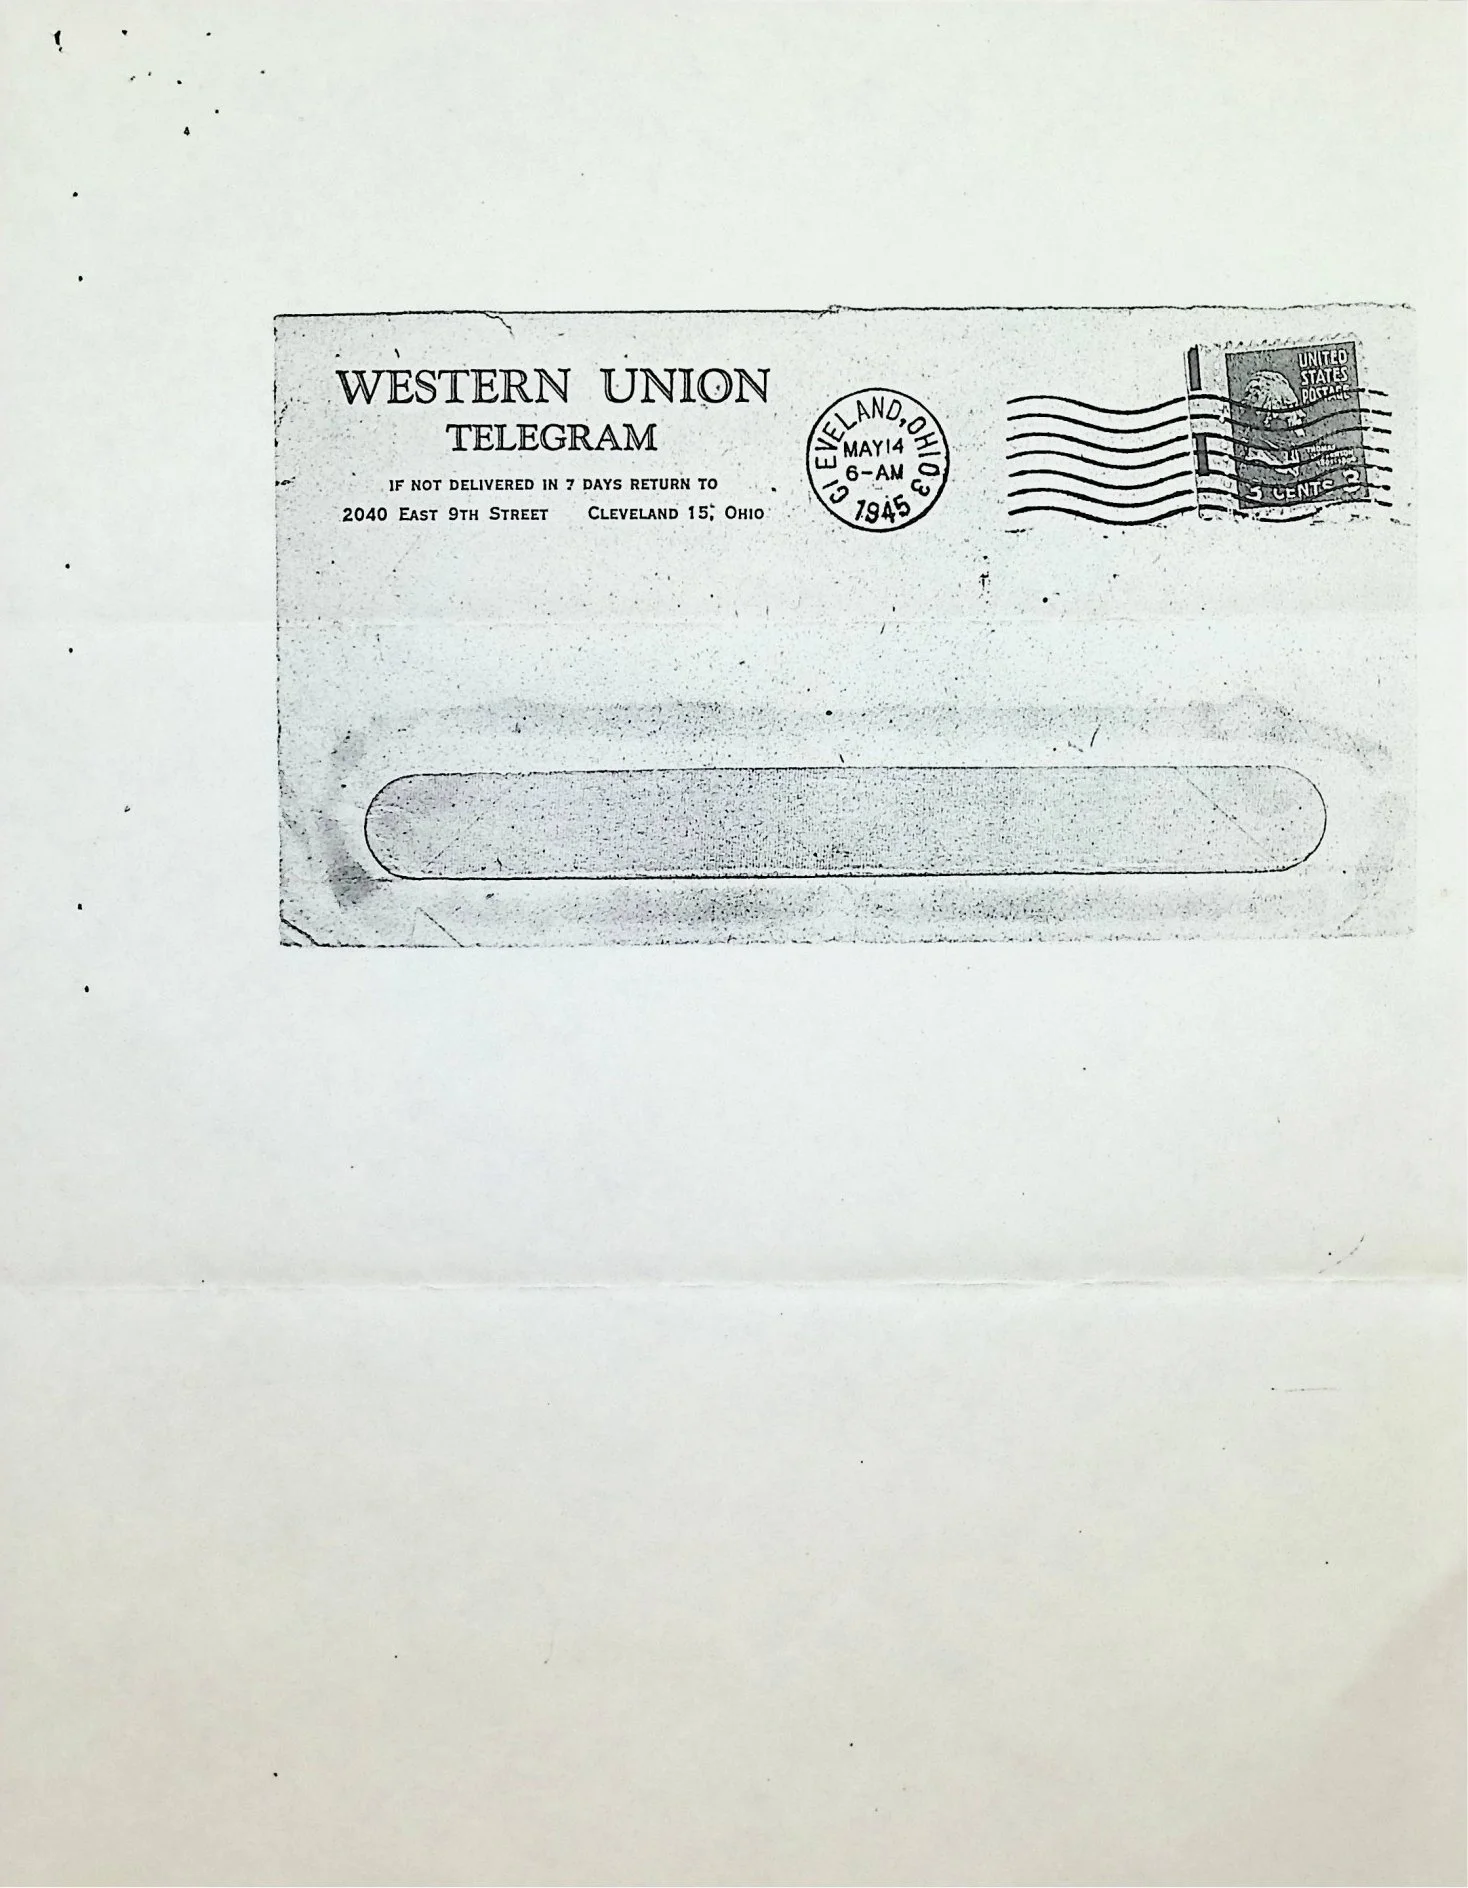 WESTERN UNION
TELEGRAM
IF NOT DELIVERED IN 7 DAYS RETURN TO
2040 EAST 9TH STREET CLEVELAND 15, OHIO
CLEVELAND, OHIO 3
MAY 14
6-AM
1945
UNITED
STATES
POSTAGE
3 CENTS 3